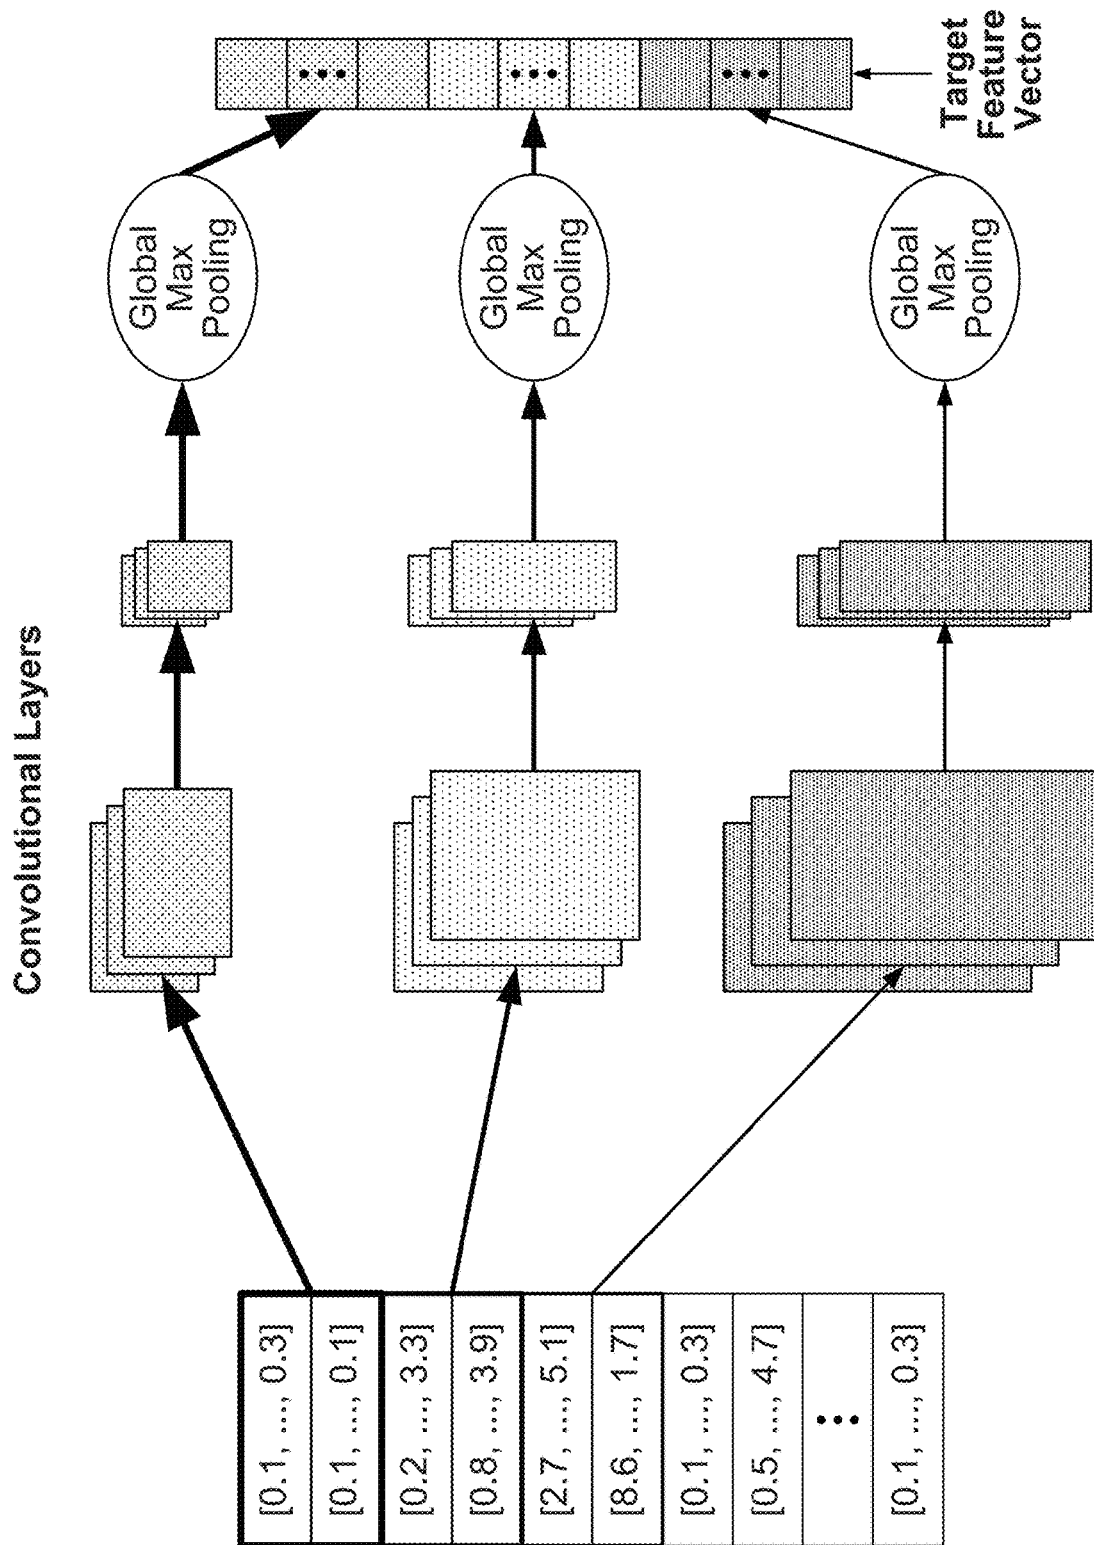 Convolutional Layers
[0.1, ..., 0.3]
[0.1, ..., 0.1]
[0.2, ..., 3.3]
[0.8, ..., 3.9]
[2.7, ..., 5.1]
[8.6, ..., 1.7]
[0.1, ..., 0.3]
[0.5, ..., 4.7]
[0.1, ..., 0.3]
Global
Max
Pooling
Global
Max
Pooling
Global
Max
Pooling
Target
Feature
Vector